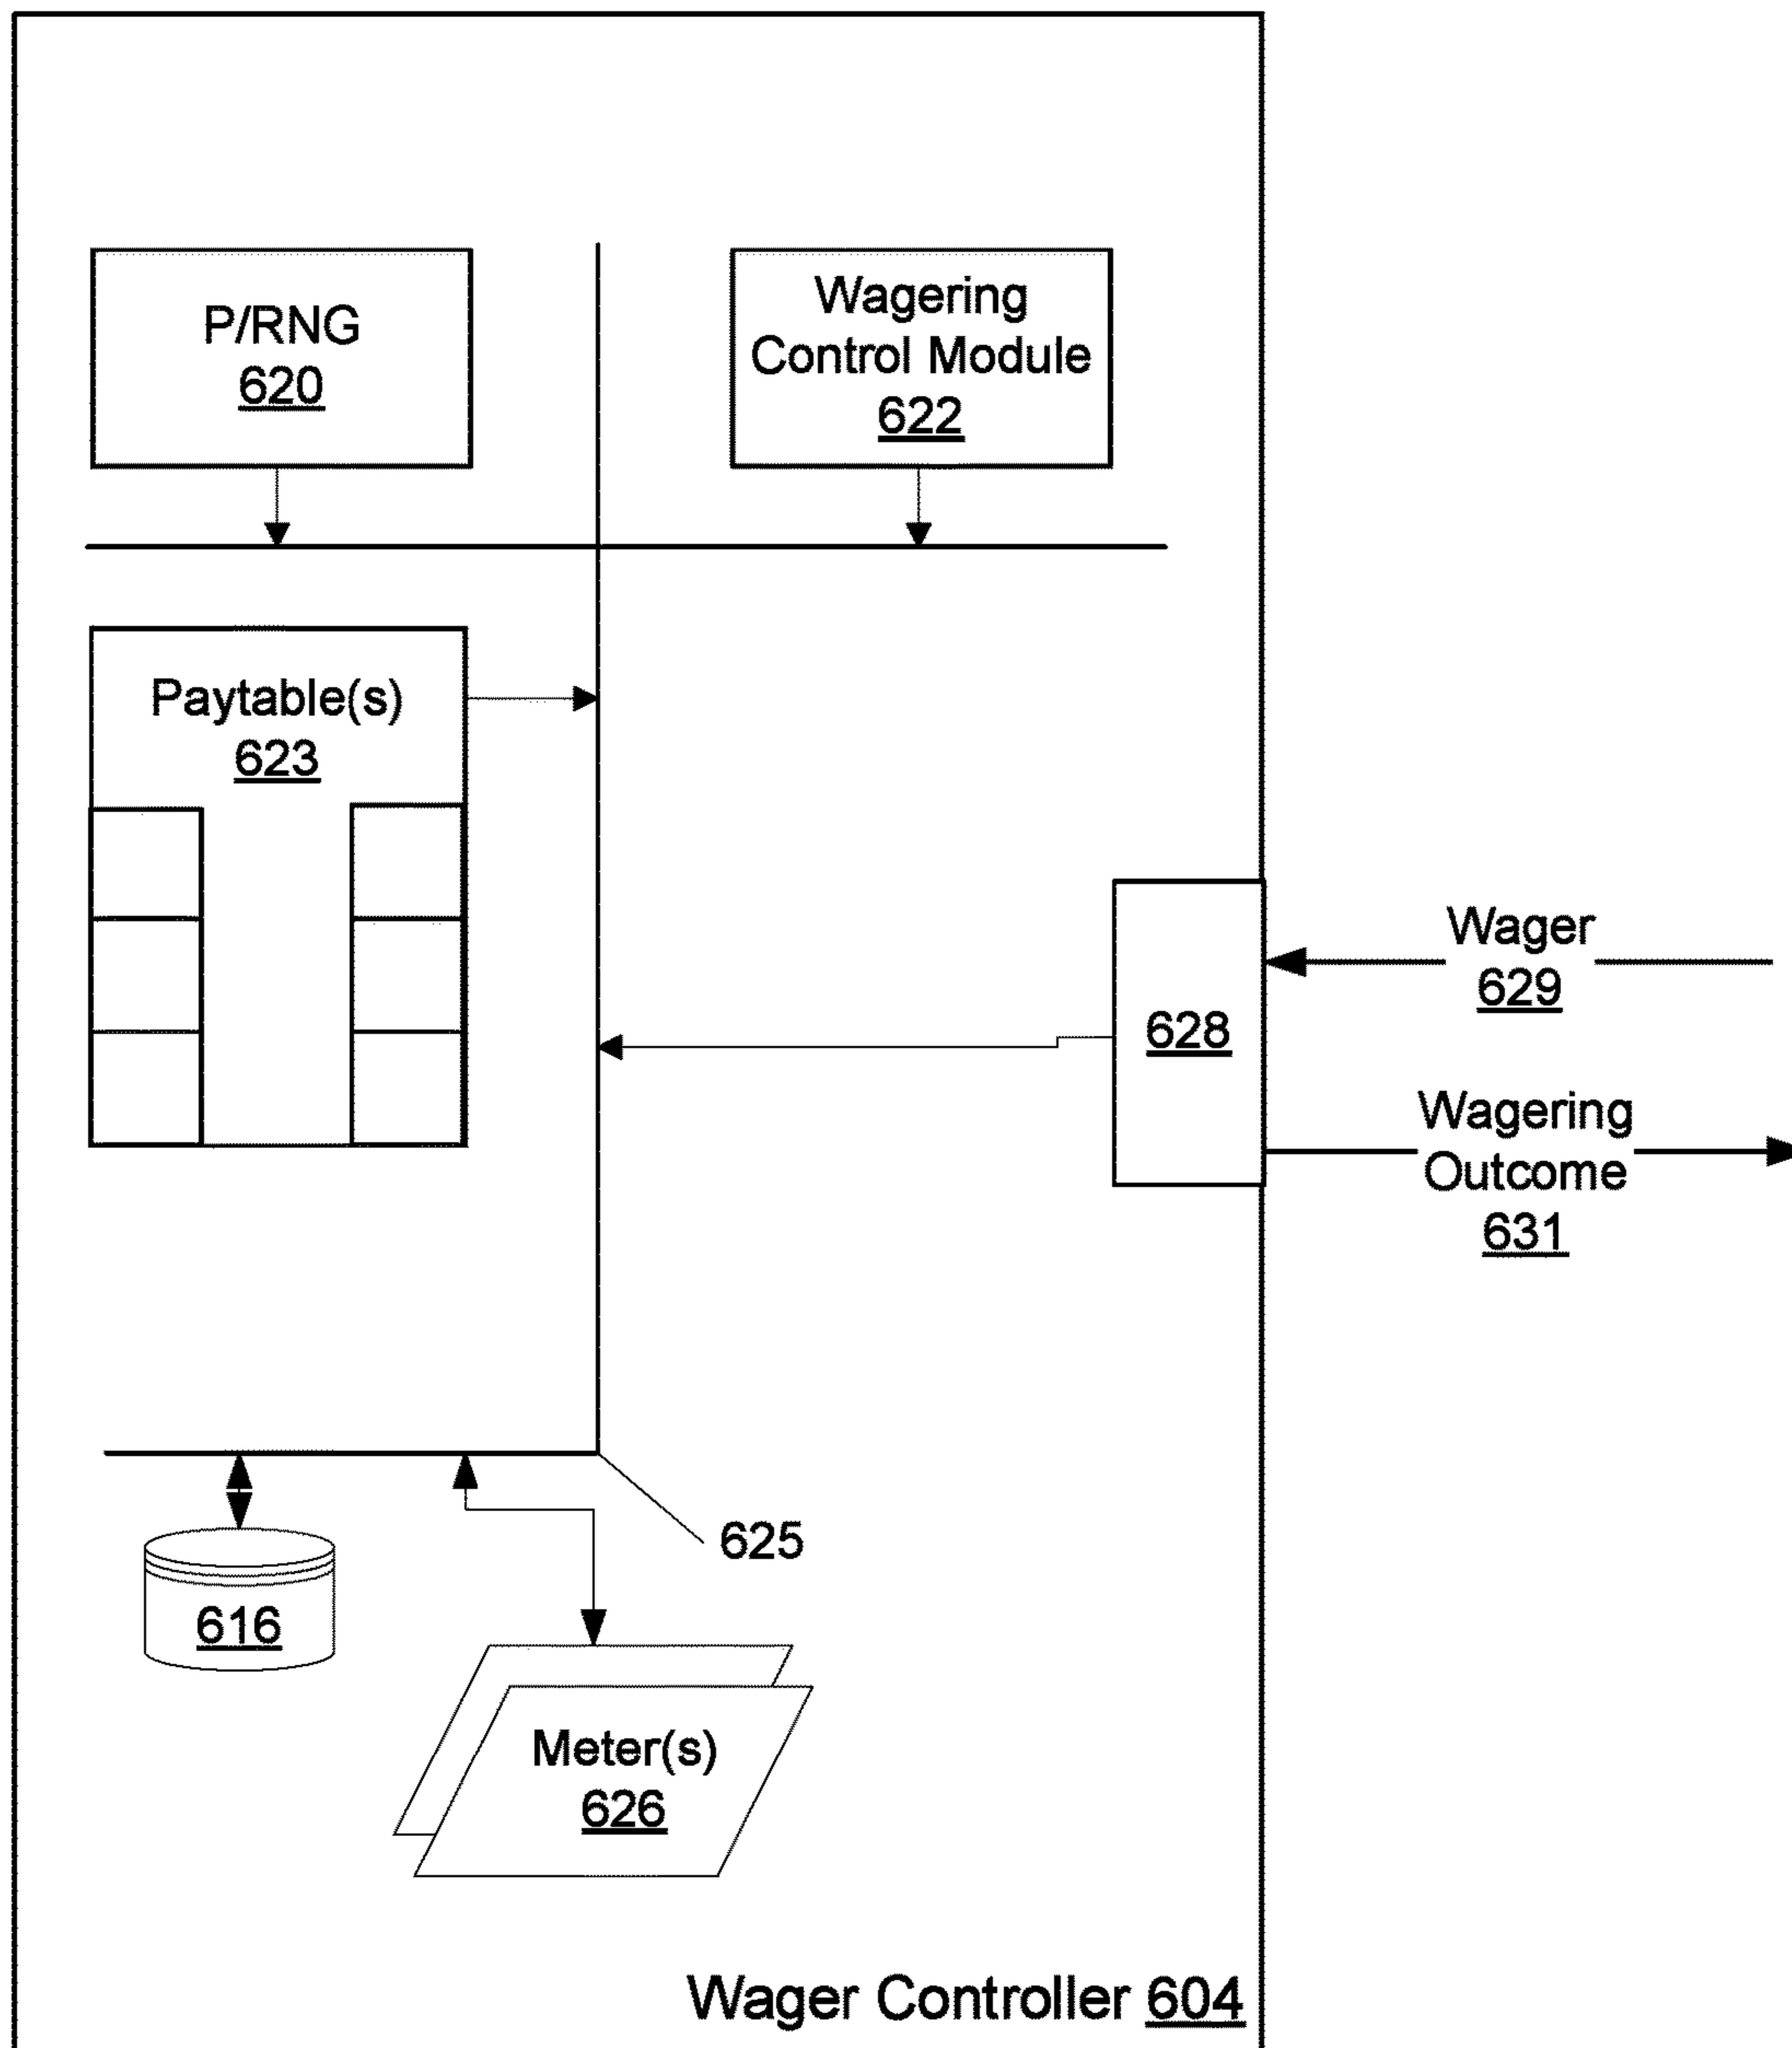 P/RNG
620
Wagering
Control Module
622
Paytable(s)
623
Wager
629
628
Wagering
Outcome
631
625
616
Meter(s)
626
Wager Controller 604